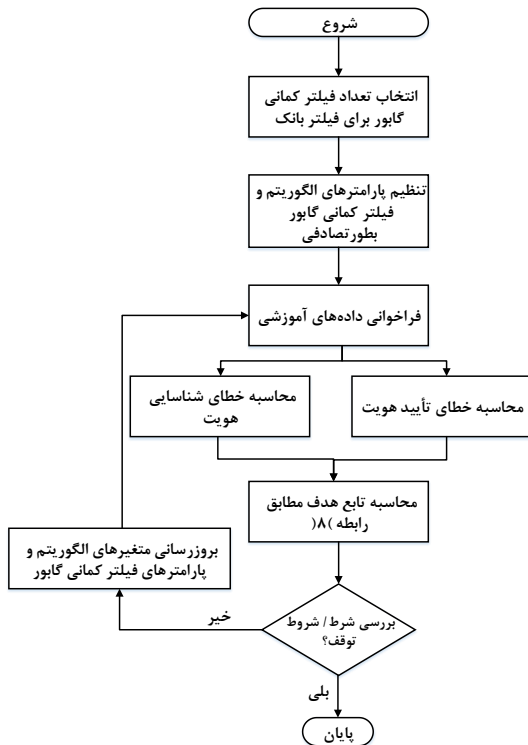 شروع
انتخاب تعداد فیلتر کمانی
گابور برای فیلتر بانک
تنظیم پارامترهای الگوریتم و
فیلتر کمانی گابور
بطورتصادفی
فراخوانی داده‌های آموزشی
محاسبه خطای تأیید هویت
محاسبه خطای شناسایی
هویت
محاسبه تابع هدف مطابق
رابطه )۸(
بروزرسانی متغیرهای الگوریتم و
پارامترهای فیلتر کمانی گابور
بررسی شرط / شروط
توقف؟
خیر
بلی
پایان